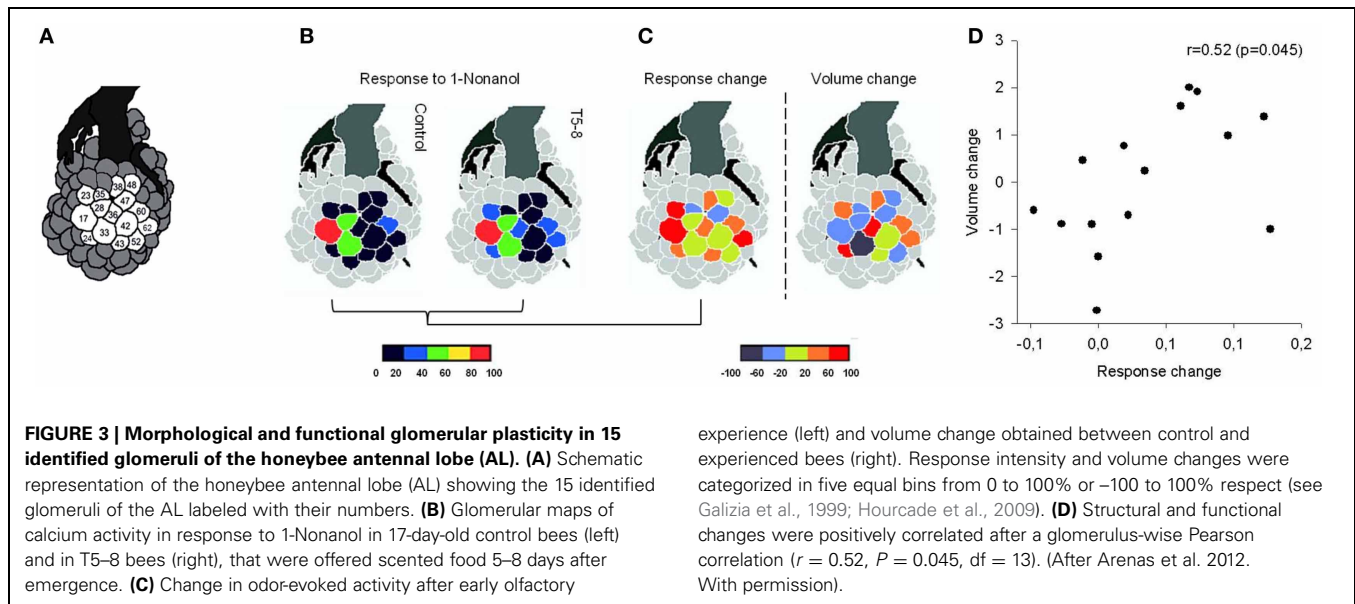 A
B
C
D
Response to 1-Nonanol
Control
T5-8
Response change
Volume change
r=0.52 (p=0.045)
38 48
23 35
47
28
36
60
17
42
62
33
24
43 52
0 20 40 60 80 100
-100 -60 -20 20 60 100
3
2
1
0
-1
-2
-3
Volume change
-0,1 0,0 0,1 0,1 0,2
Response change
FIGURE 3 | Morphological and functional glomerular plasticity in 15
identified glomeruli of the honeybee antennal lobe (AL). (A) Schematic
representation of the honeybee antennal lobe (AL) showing the 15 identified
glomeruli of the AL labeled with their numbers. (B) Glomerular maps of
calcium activity in response to 1-Nonanol in 17-day-old control bees (left)
and in T5–8 bees (right), that were offered scented food 5–8 days after
emergence. (C) Change in odor-evoked activity after early olfactory
experience (left) and volume change obtained between control and
experienced bees (right). Response intensity and volume changes were
categorized in five equal bins from 0 to 100% or –100 to 100% respect (see
Galizia et al., 1999; Hourcade et al., 2009). (D) Structural and functional
changes were positively correlated after a glomerulus-wise Pearson
correlation (r = 0.52, P = 0.045, df = 13). (After Arenas et al. 2012.
With permission).